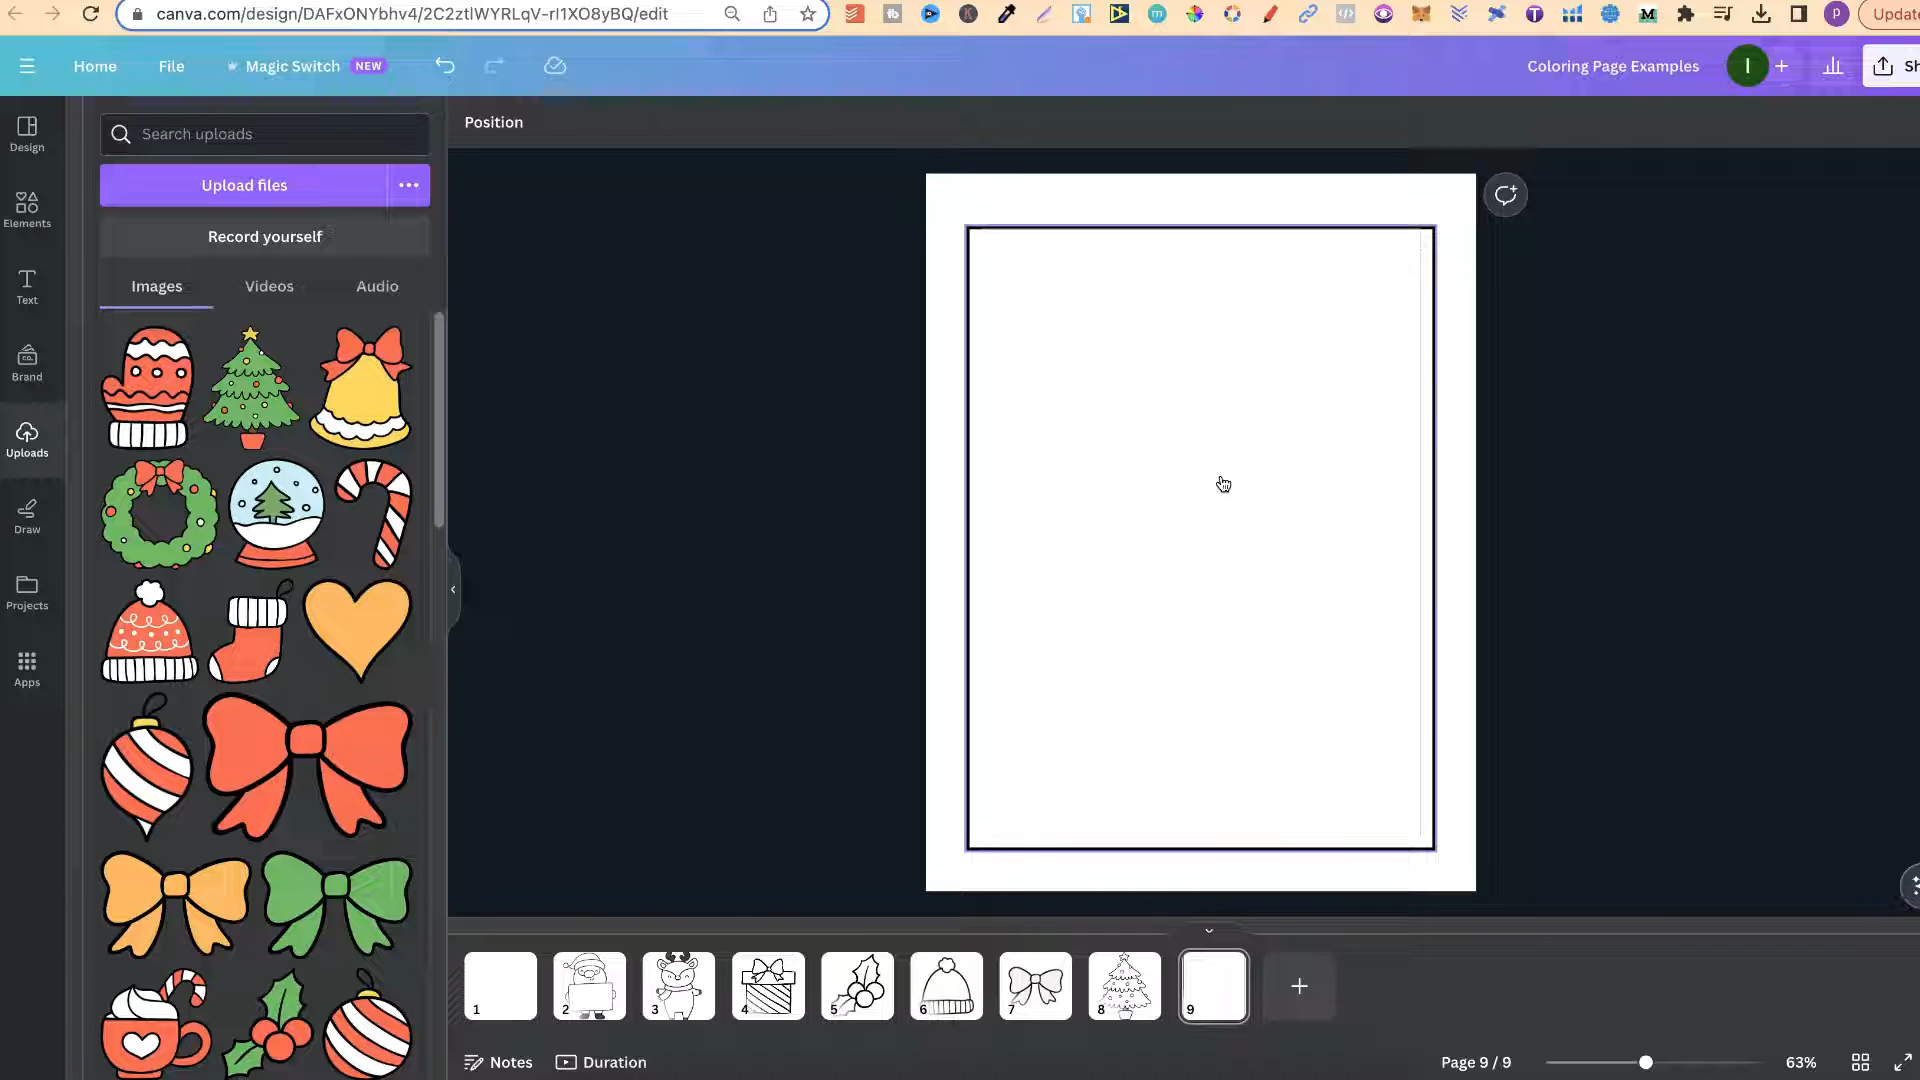 canva.com/design/DAFxONYbhv4/2C2ztlWYRLqV-rl1XO8yBQ/edit
Update
Home
File
Magic Switch NEW
Coloring Page Examples
I
+
Sh
Design
Elements
Text
Brand
Uploads
Draw
Projects
Apps
Search uploads
Upload files
Record yourself
Images
Videos
Audio
Position
1
2
3
4
5
6
7
8
9
+
Notes
Duration
Page 9 / 9
63%